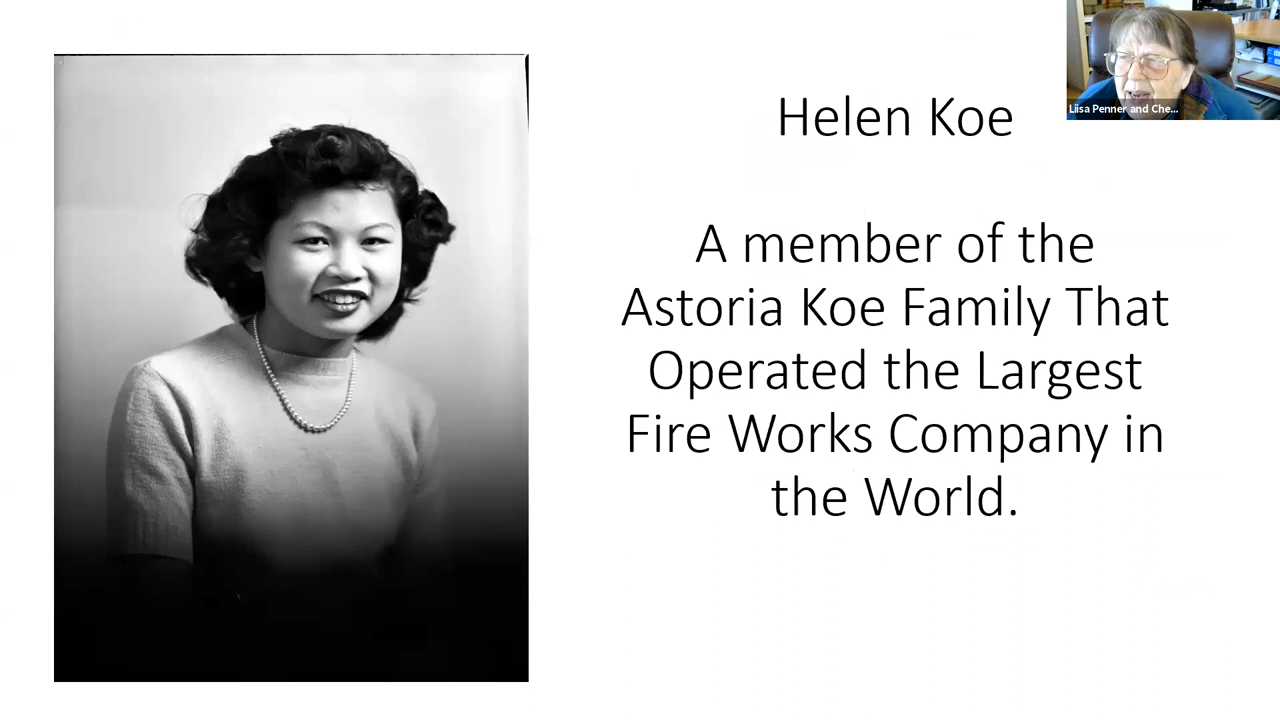 Helen Koe
A member of the
Astoria Koe Family That
Operated the Largest
Fire Works Company in
the World.
Liisa Penner and Che...